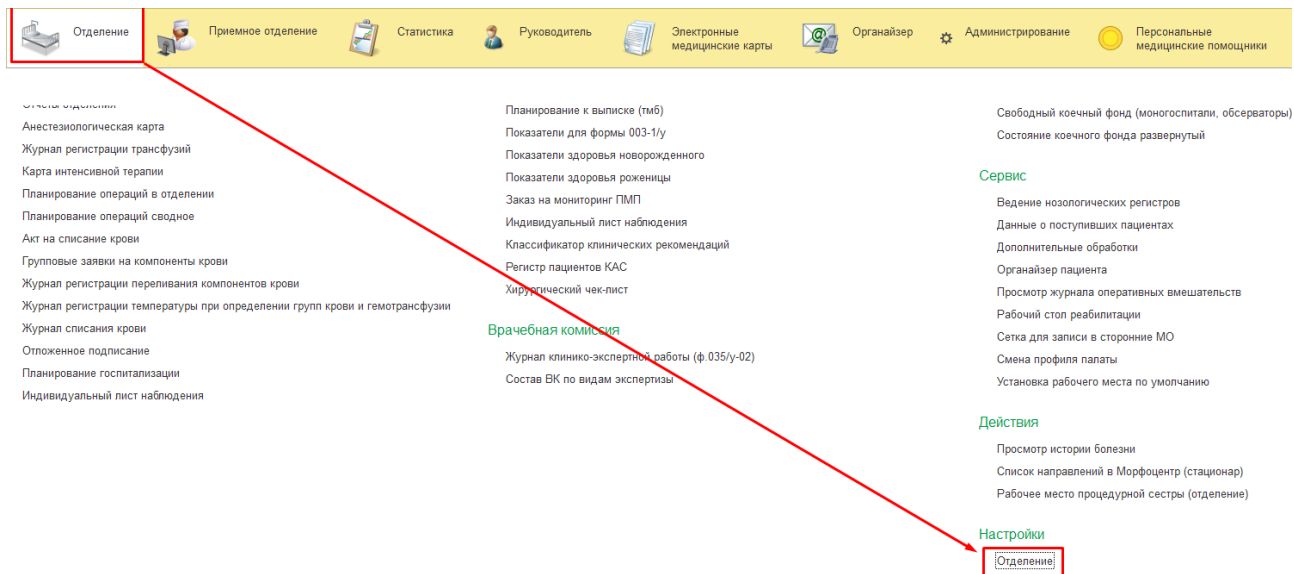 Отделение
Приемное отделение
Статистика
Руководитель
Электронные
медицинские карты
Органайзер
Администрирование
Персональные
медицинские помощники
Отчеты отделения
Анестезиологическая карта
Журнал регистрации трансфузий
Карта интенсивной терапии
Планирование операций в отделении
Планирование операций сводное
Акт на списание крови
Групповые заявки на компоненты крови
Журнал регистрации переливания компонентов крови
Журнал регистрации температуры при определении групп крови и гемотрансфузии
Журнал списания крови
Отложенное подписание
Планирование госпитализации
Индивидуальный лист наблюдения
Планирование к выписке (тмб)
Показатели для формы 003-1/у
Показатели здоровья новорожденного
Показатели здоровья роженицы
Заказ на мониторинг ПМП
Индивидуальный лист наблюдения
Классификатор клинических рекомендаций
Регистр пациентов КАС
Хирургический чек-лист
Врачебная комиссия
Журнал клинико-экспертной работы (ф.035/у-02)
Состав ВК по видам экспертизы
Свободный коечный фонд (моногоспитали, обсерваторы)
Состояние коечного фонда развернутый
Сервис
Ведение нозологических регистров
Данные о поступивших пациентах
Дополнительные обработки
Органайзер пациента
Просмотр журнала оперативных вмешательств
Рабочий стол реабилитации
Сетка для записи в сторонние МО
Смена профиля палаты
Установка рабочего места по умолчанию
Действия
Просмотр истории болезни
Список направлений в Морфоцентр (стационар)
Рабочее место процедурной сестры (отделение)
Настройки
Отделение